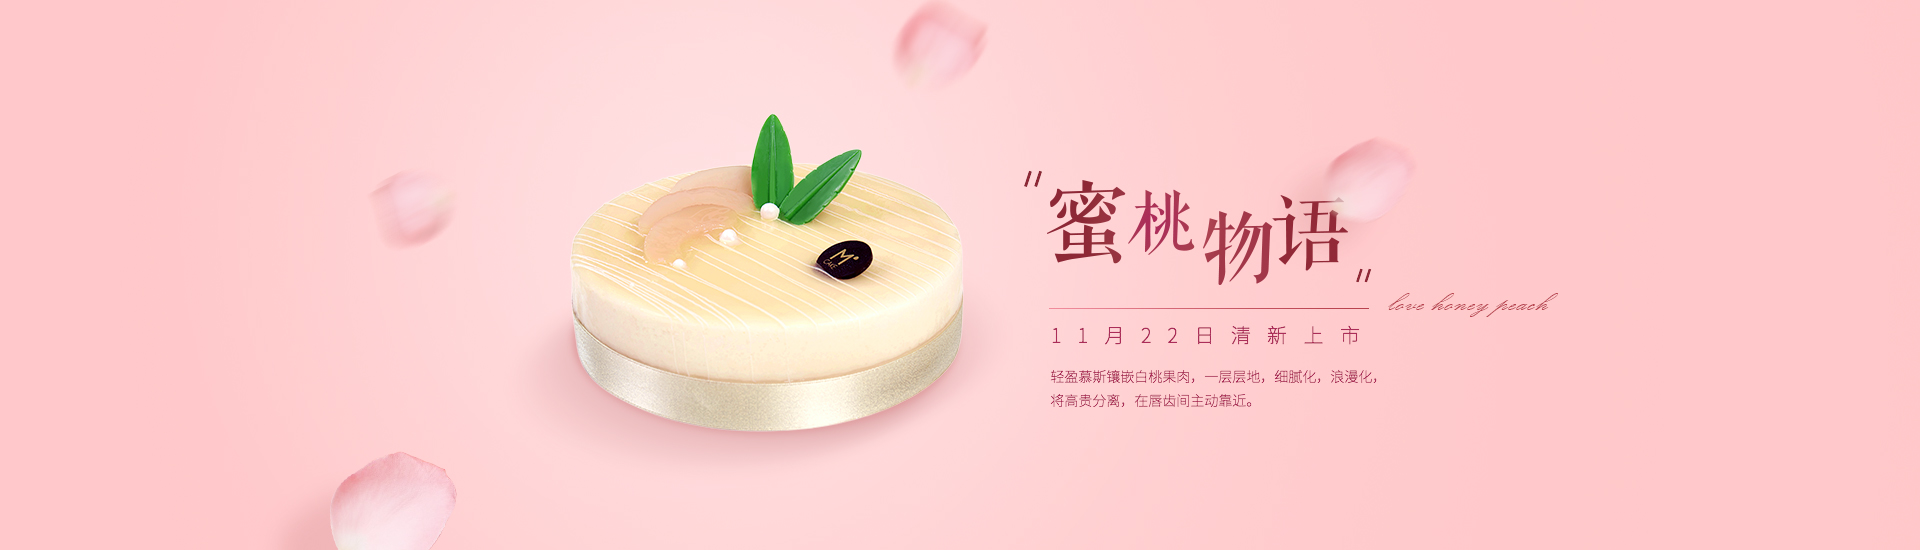 "蜜桃物语"
love honey peach
11月22日清新上市
轻盈慕斯镶嵌白桃果肉，一层层地，细腻化，浪漫化，
将高贵分离，在唇齿间主动靠近。
M
CAKE